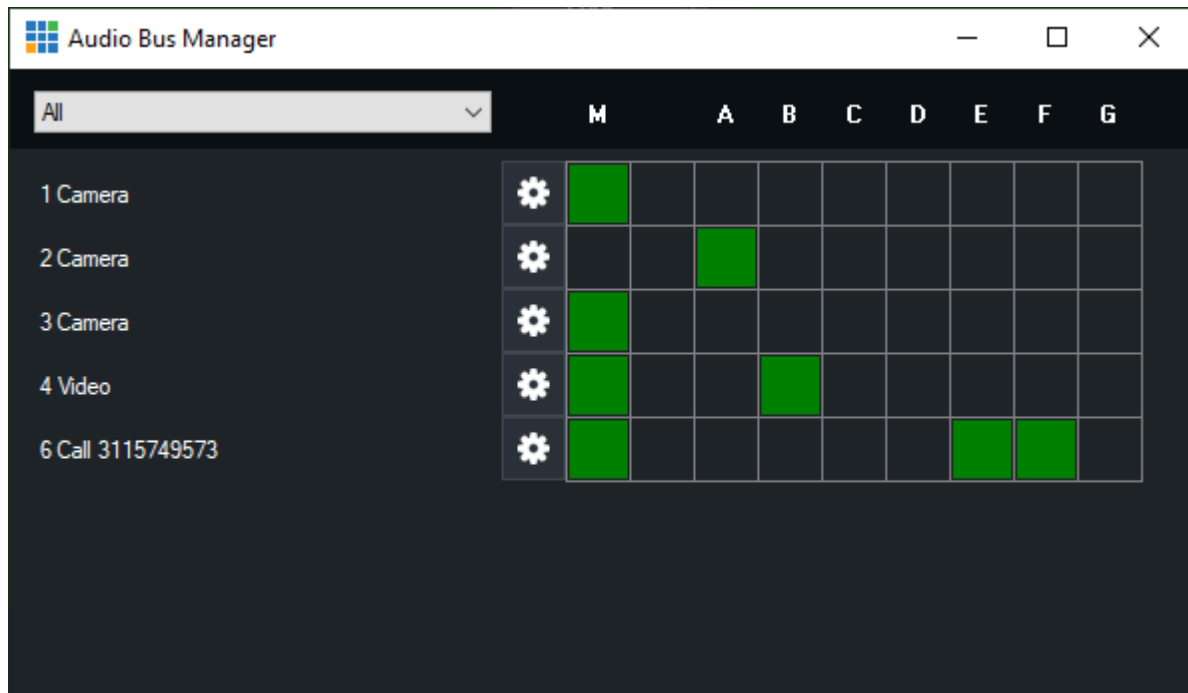 Audio Bus Manager
All M A B C D E F G
1 Camera
2 Camera
3 Camera
4 Video
6 Call 3115749573